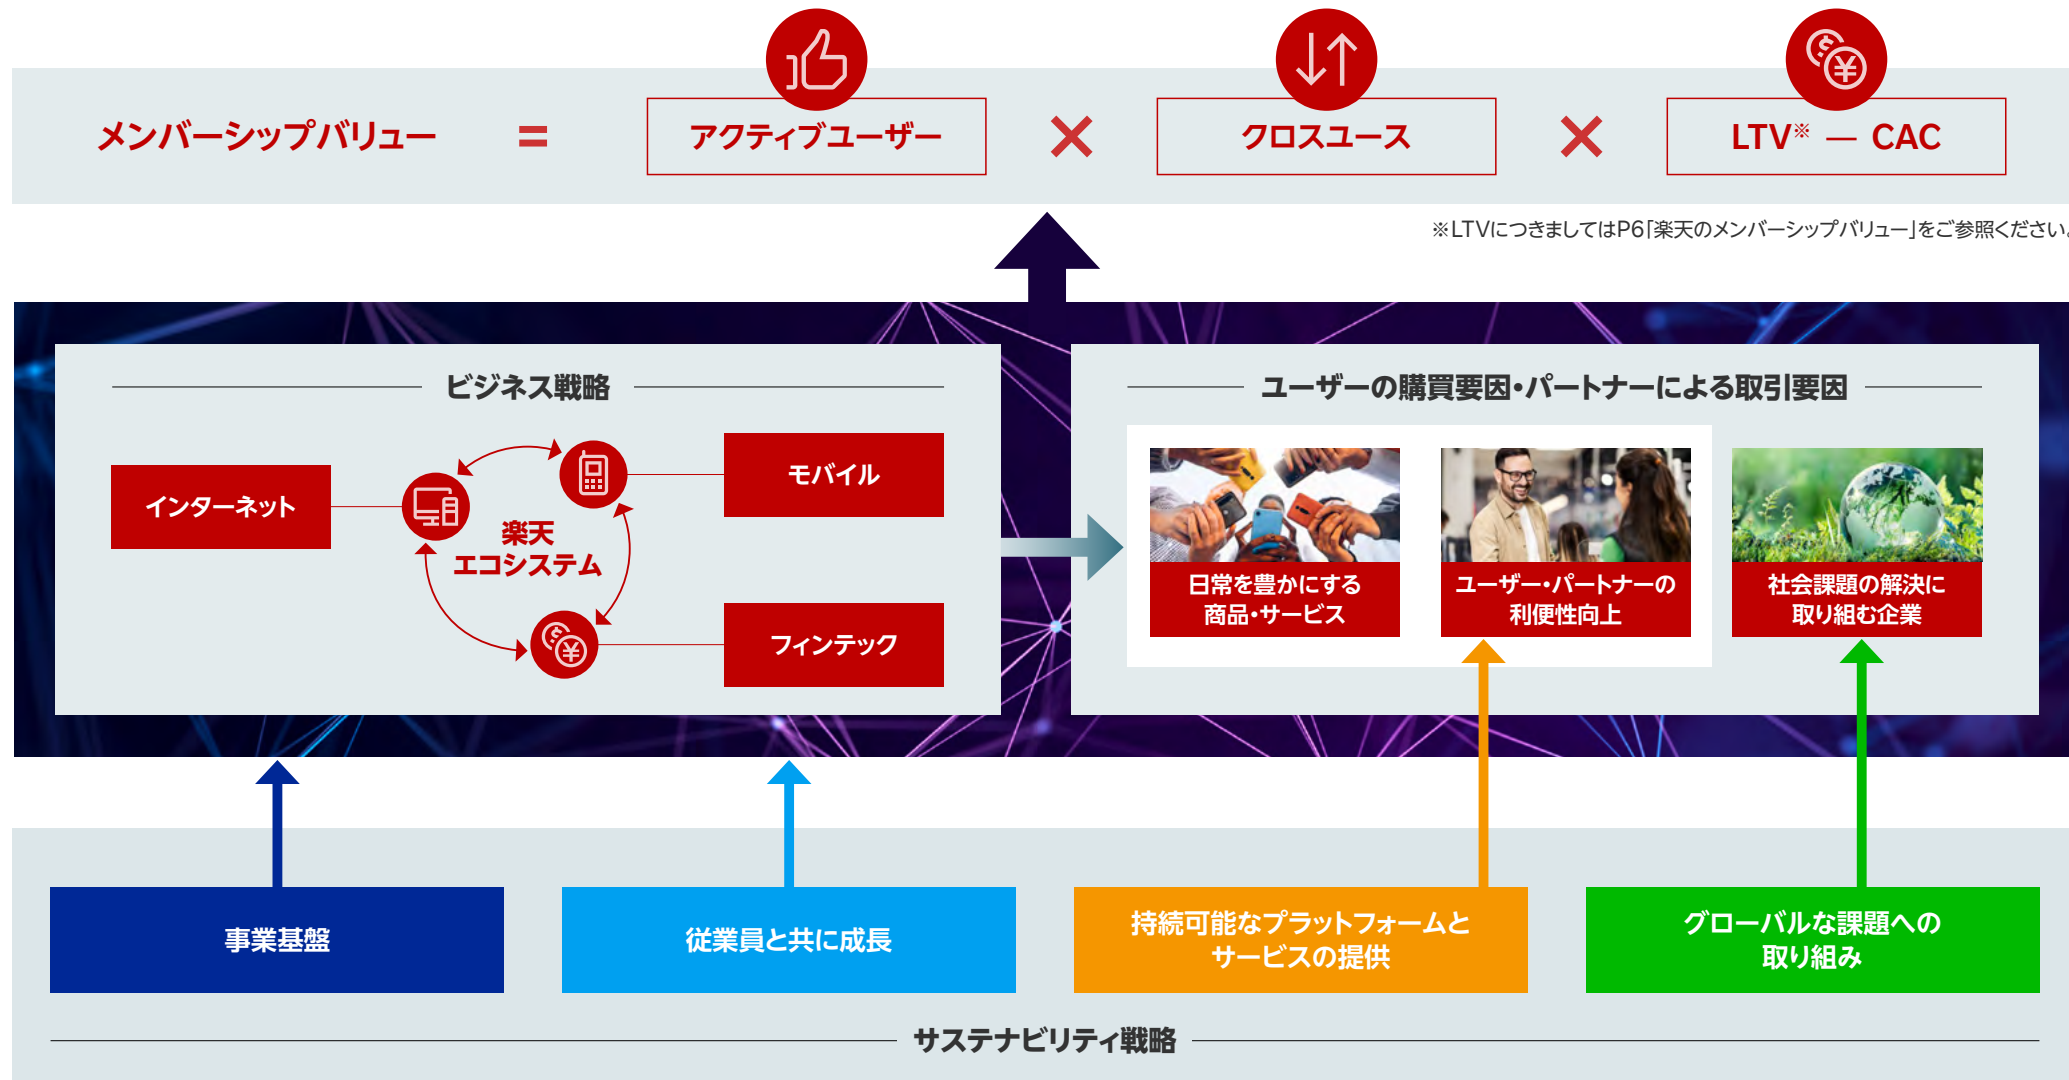 メンバーシップバリュー = アクティブユーザー × クロスユース × LTV※ — CAC
※LTVにつきましてはP6「楽天のメンバーシップバリュー」をご参照ください。
ビジネス戦略
インターネット
モバイル
楽天
エコシステム
フィンテック
ユーザーの購買要因・パートナーによる取引要因
日常を豊かにする
商品・サービス
ユーザー・パートナーの
利便性向上
社会課題の解決に
取り組む企業
事業基盤
従業員と共に成長
持続可能なプラットフォームと
サービスの提供
グローバルな課題への
取り組み
サステナビリティ戦略